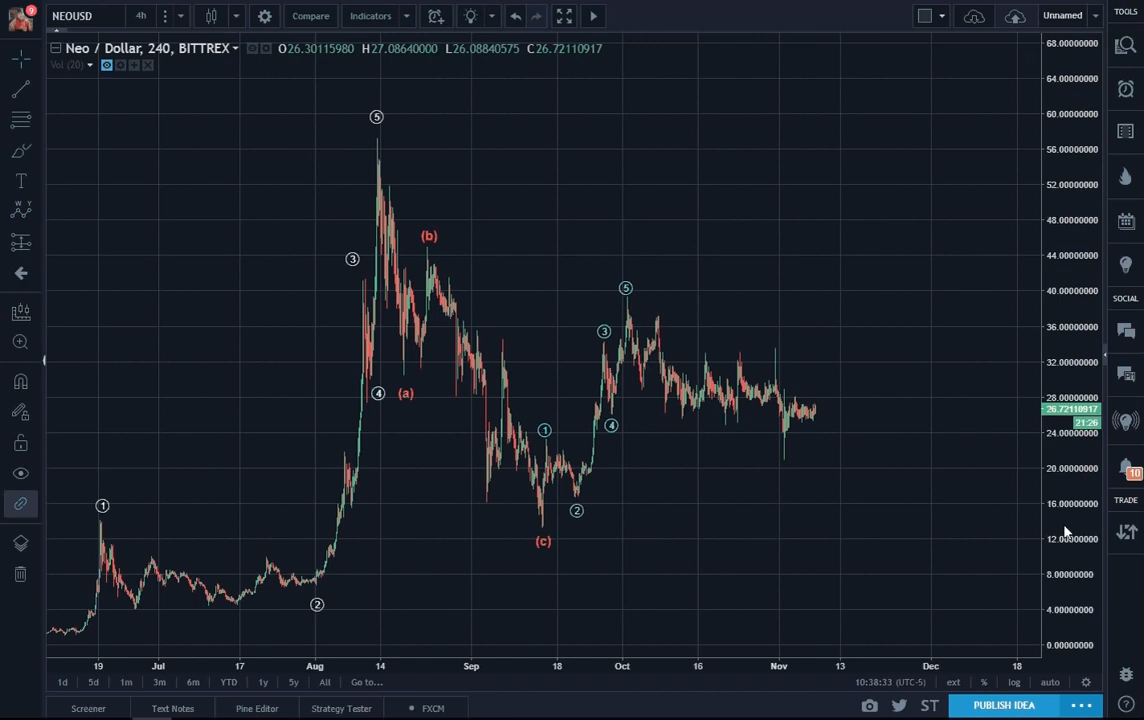 9
NEOUSD
4h
Compare
Indicators
Unnamed
TOOLS
Neo / Dollar, 240, BITTREX
O26.30115980 H27.08640000 L26.08840575 C26.72110917
Vol (20)
68.00000000
64.00000000
60.00000000
56.00000000
52.00000000
48.00000000
44.00000000
40.00000000
36.00000000
32.00000000
28.00000000
26.72110917
21:26
24.00000000
20.00000000
16.00000000
12.00000000
8.00000000
4.00000000
0.00000000
5
(b)
3
4
(a)
5
3
1
4
2
(c)
1
2
T
W Y
SOCIAL
10
TRADE
19 Jul 17 Aug 14 Sep 18 Oct 16 Nov 13 Dec 18
1d 5d 1m 3m 6m YTD 1y 5y All Go to...
10:38:33 (UTC-5) ext % log auto
Screener Text Notes Pine Editor Strategy Tester FXCM
ST
PUBLISH IDEA
?